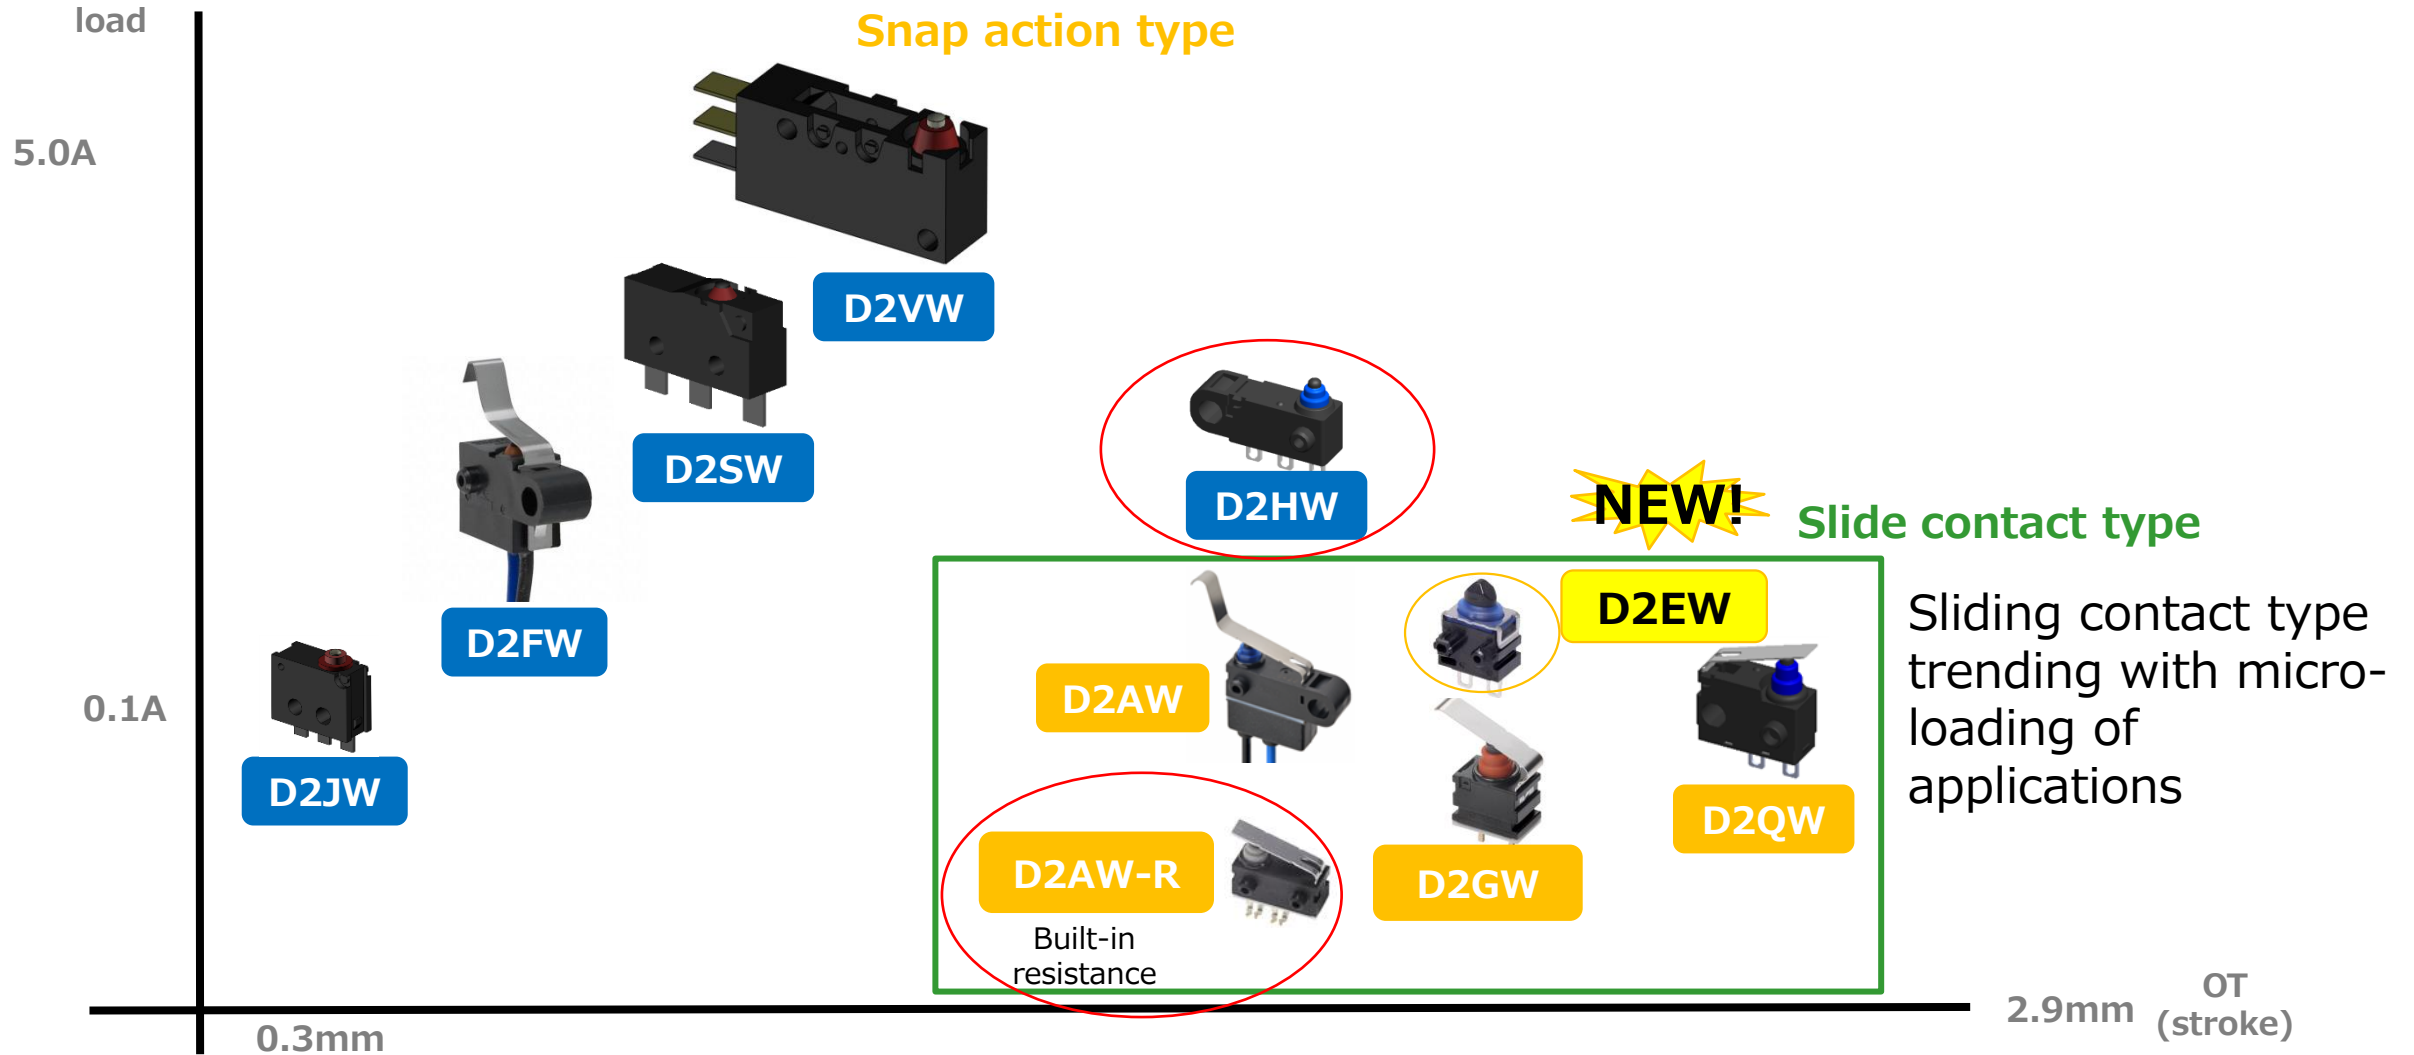 load
Snap action type
5.0A
D2VW
D2SW
D2HW
NEW!
Slide contact type
D2EW
D2FW
Sliding contact type
trending with micro-
loading of
applications
D2AW
0.1A
D2JW
D2QW
D2AW-R
D2GW
Built-in
resistance
0.3mm
2.9mm
OT
(stroke)